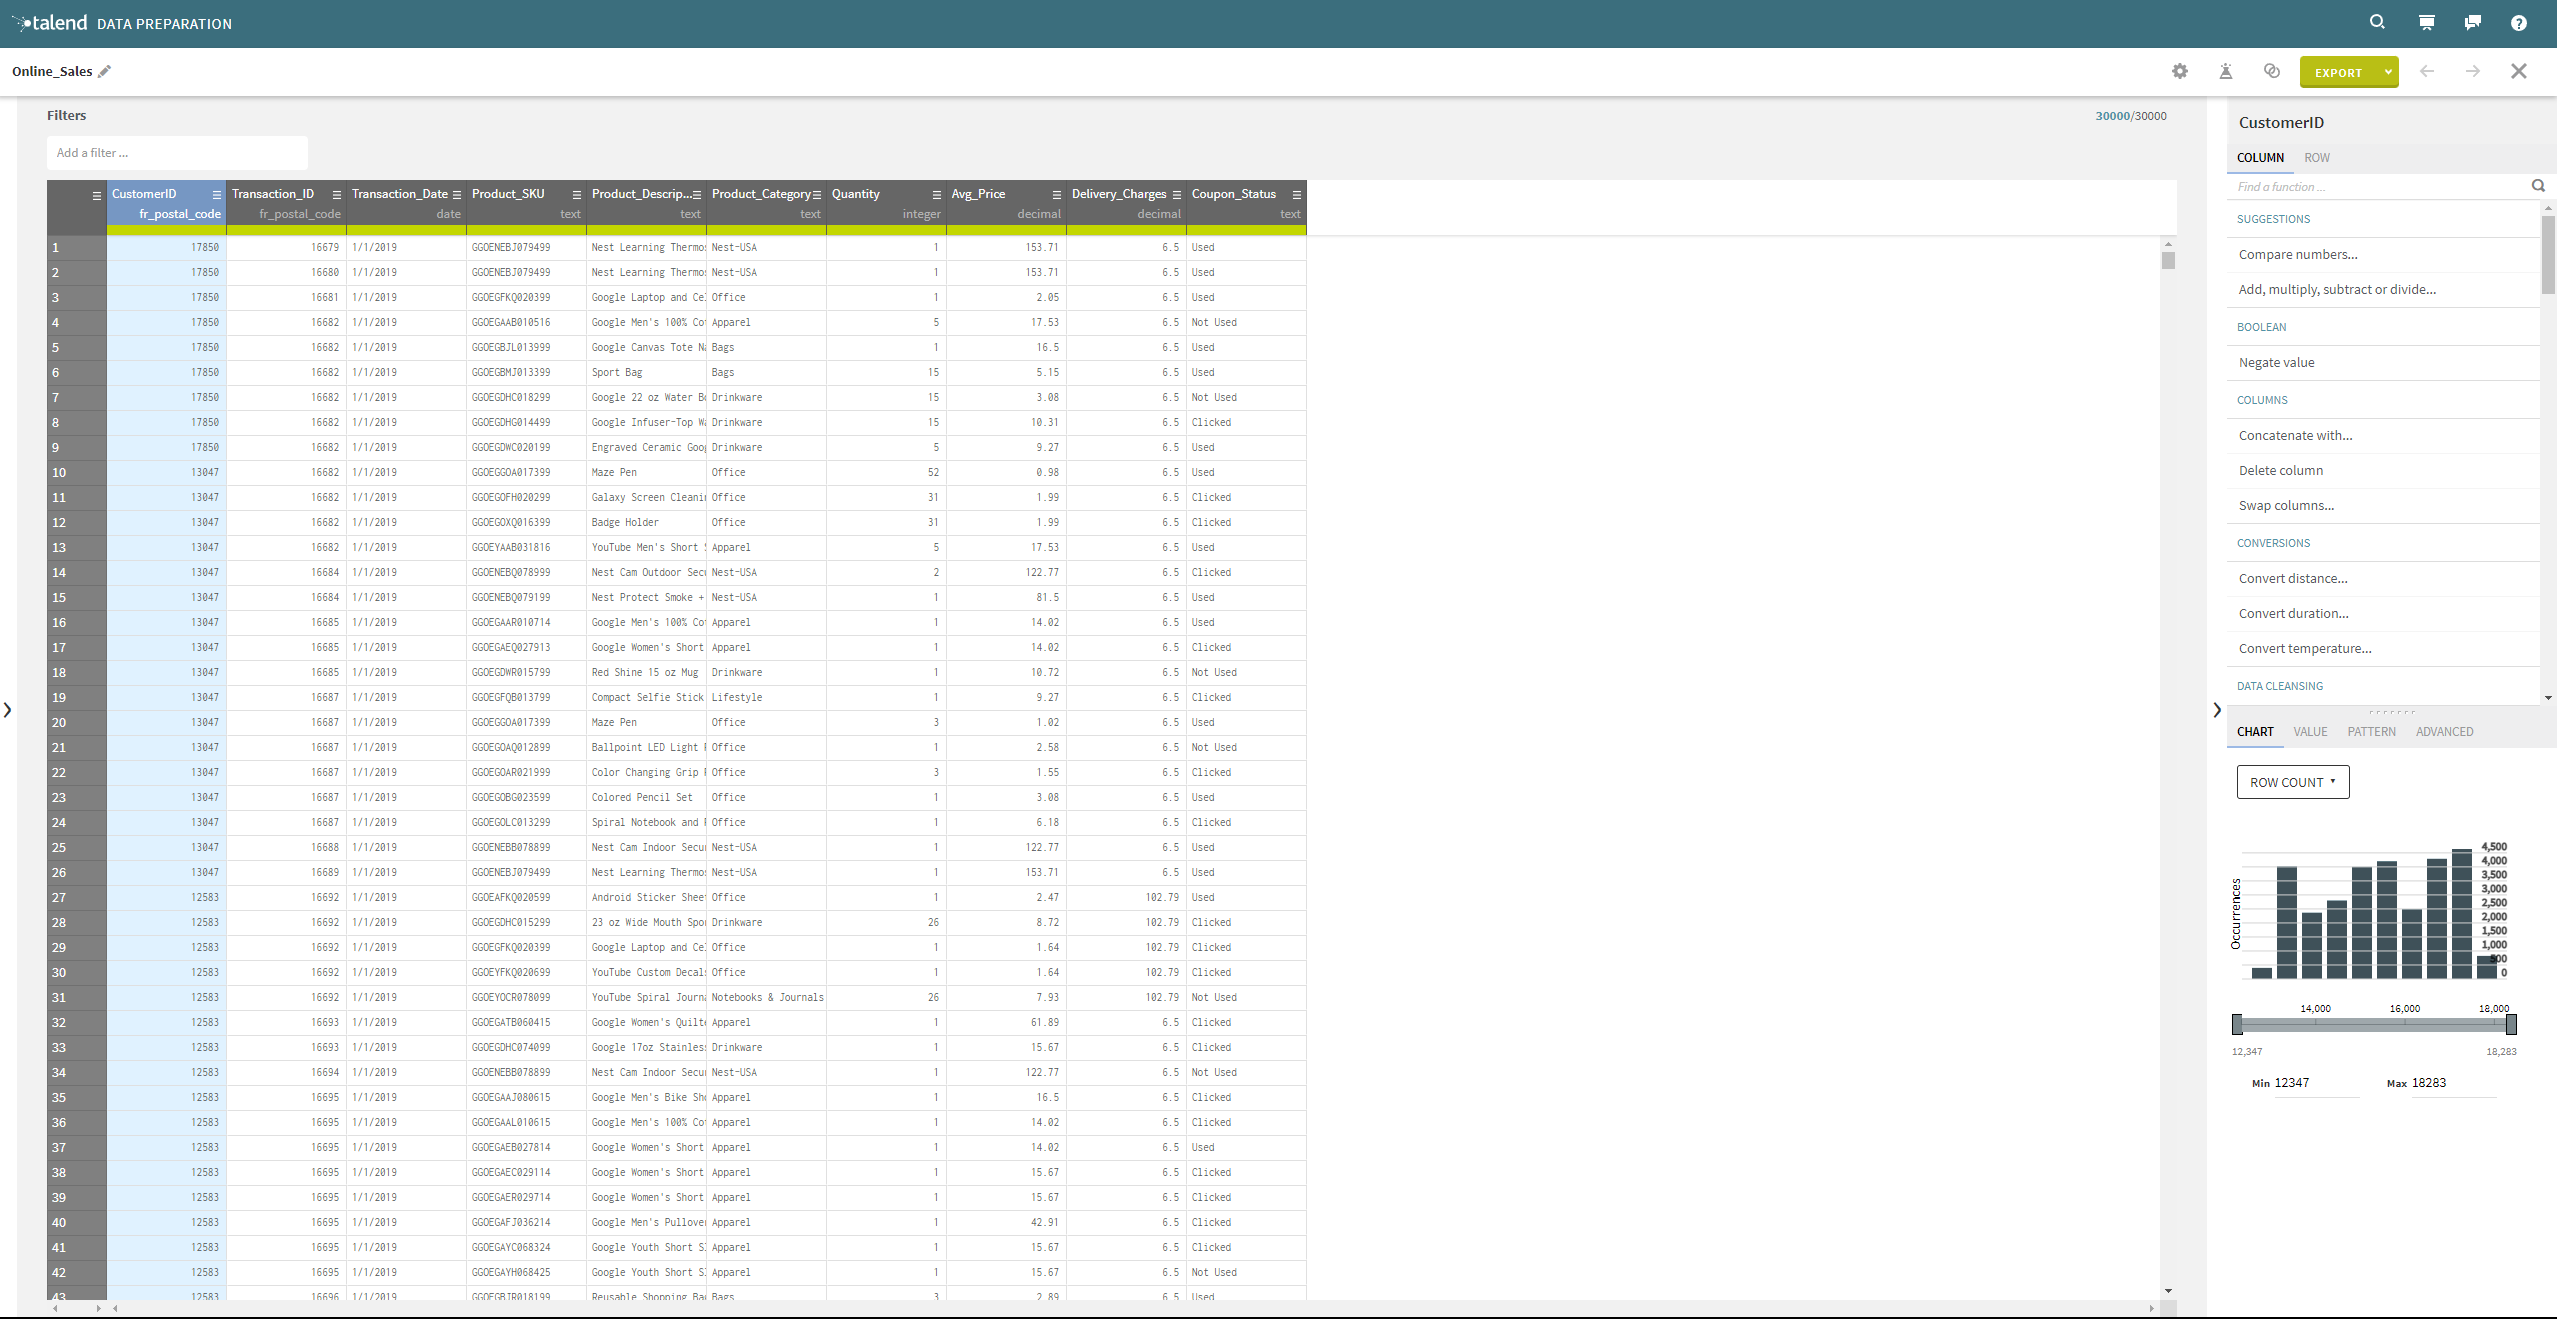 talend DATA PREPARATION
Online_Sales
EXPORT
Filters
30000/30000
Add a filter ...
CustomerID Transaction_ID Transaction_Date Product_SKU Product_Descrip... Product_Category Quantity Avg_Price Delivery_Charges Coupon_Status
fr_postal_code fr_postal_code date text text text integer decimal decimal text
1 17850 16679 1/1/2019 GGOENEBJ079499 Nest Learning Thermo Nest-USA 1 153.71 6.5 Used
2 17850 16680 1/1/2019 GGOENEBJ079499 Nest Learning Thermo Nest-USA 1 153.71 6.5 Used
3 17850 16681 1/1/2019 GGOEGFKQ020399 Google Laptop and Ce Office 1 2.05 6.5 Used
4 17850 16682 1/1/2019 GGOEGAAB010516 Google Men's 100% Co Apparel 5 17.53 6.5 Not Used
5 17850 16682 1/1/2019 GGOEGBJL013999 Google Canvas Tote Na Bags 1 16.5 6.5 Used
6 17850 16682 1/1/2019 GGOEGBMJ013399 Sport Bag Bags 15 5.15 6.5 Used
7 17850 16682 1/1/2019 GGOEGDHC018299 Google 22 oz Water Bo Drinkware 15 3.08 6.5 Not Used
8 17850 16682 1/1/2019 GGOEGDHG014499 Google Infuser-Top Wa Drinkware 15 10.31 6.5 Clicked
9 17850 16682 1/1/2019 GGOEGDWC020199 Engraved Ceramic Goog Drinkware 5 9.27 6.5 Used
10 13047 16682 1/1/2019 GGOEGGOA017399 Maze Pen Office 52 0.98 6.5 Used
11 13047 16682 1/1/2019 GGOEGOFH020299 Galaxy Screen Cleani Office 31 1.99 6.5 Clicked
12 13047 16682 1/1/2019 GGOEGOXQ016399 Badge Holder Office 31 1.99 6.5 Clicked
13 13047 16682 1/1/2019 GGOEYAAB031816 YouTube Men's Short S Apparel 5 17.53 6.5 Used
14 13047 16684 1/1/2019 GGOENEBQ078999 Nest Cam Outdoor Secu Nest-USA 2 122.77 6.5 Clicked
15 13047 16684 1/1/2019 GGOENEBQ079199 Nest Protect Smoke + Nest-USA 1 81.5 6.5 Used
16 13047 16685 1/1/2019 GGOEGAAR010714 Google Men's 100% Co Apparel 1 14.02 6.5 Used
17 13047 16685 1/1/2019 GGOEGAEQ027913 Google Women's Short Apparel 1 14.02 6.5 Clicked
18 13047 16685 1/1/2019 GGOEGDWR015799 Red Shine 15 oz Mug Drinkware 1 10.72 6.5 Not Used
19 13047 16687 1/1/2019 GGOEGFQB013799 Compact Selfie Stick Lifestyle 1 9.27 6.5 Clicked
20 13047 16687 1/1/2019 GGOEGGOA017399 Maze Pen Office 3 1.02 6.5 Used
21 13047 16687 1/1/2019 GGOEGOAQ012899 Ballpoint LED Light Office 1 2.58 6.5 Not Used
22 13047 16687 1/1/2019 GGOEGOAR021999 Color Changing Grip Office 3 1.55 6.5 Clicked
23 13047 16687 1/1/2019 GGOEGOBG023599 Colored Pencil Set Office 1 3.08 6.5 Used
24 13047 16687 1/1/2019 GGOEGOLC013299 Spiral Notebook and Office 1 6.18 6.5 Clicked
25 13047 16688 1/1/2019 GGOENEBB078899 Nest Cam Indoor Secu Nest-USA 1 122.77 6.5 Used
26 13047 16689 1/1/2019 GGOENEBJ079499 Nest Learning Thermo Nest-USA 1 153.71 6.5 Used
27 12583 16692 1/1/2019 GGOEAFKQ020599 Android Sticker Shee Office 1 2.47 102.79 Used
28 12583 16692 1/1/2019 GGOEGDHC015299 23 oz Wide Mouth Spo Drinkware 26 8.72 102.79 Clicked
29 12583 16692 1/1/2019 GGOEGFKQ020399 Google Laptop and Ce Office 1 1.64 102.79 Clicked
30 12583 16692 1/1/2019 GGOEYFKQ020699 YouTube Custom Decal Office 1 1.64 102.79 Clicked
31 12583 16692 1/1/2019 GGOEYOCR078099 YouTube Spiral Journa Notebooks & Journals 26 7.93 102.79 Not Used
32 12583 16693 1/1/2019 GGOEGATB060415 Google Women's Quilt Apparel 1 61.89 6.5 Clicked
33 12583 16693 1/1/2019 GGOEGDHC074099 Google 17oz Stainless Drinkware 1 15.67 6.5 Clicked
34 12583 16694 1/1/2019 GGOENEBB078899 Nest Cam Indoor Secu Nest-USA 1 122.77 6.5 Not Used
35 12583 16695 1/1/2019 GGOEGAAJ080615 Google Men's Bike Sho Apparel 1 16.5 6.5 Clicked
36 12583 16695 1/1/2019 GGOEGAAL010615 Google Men's 100% Co Apparel 1 14.02 6.5 Clicked
37 12583 16695 1/1/2019 GGOEGAEB027814 Google Women's Short Apparel 1 14.02 6.5 Used
38 12583 16695 1/1/2019 GGOEGAEC029114 Google Women's Short Apparel 1 15.67 6.5 Clicked
39 12583 16695 1/1/2019 GGOEGAER029714 Google Women's Short Apparel 1 15.67 6.5 Clicked
40 12583 16695 1/1/2019 GGOEGAFJ036214 Google Men's Pullove Apparel 1 42.91 6.5 Clicked
41 12583 16695 1/1/2019 GGOEGAYC068324 Google Youth Short S Apparel 1 15.67 6.5 Clicked
42 12583 16695 1/1/2019 GGOEGAYH068425 Google Youth Short S Apparel 1 15.67 6.5 Not Used
43 12583 16696 1/1/2019 GGOEGBJR018199 Reusable Shopping Ba Bags 3 2.89 6.5 Used
CustomerID
COLUMN ROW
Find a function ...
SUGGESTIONS
Compare numbers...
Add, multiply, subtract or divide...
BOOLEAN
Negate value
COLUMNS
Concatenate with...
Delete column
Swap columns...
CONVERSIONS
Convert distance...
Convert duration...
Convert temperature...
DATA CLEANSING
CHART VALUE PATTERN ADVANCED
ROW COUNT
Occurrences
4,500
4,000
3,500
3,000
2,500
2,000
1,500
1,000
500
0
14,000 16,000 18,000
12,347 18,283
Min 12347 Max 18283